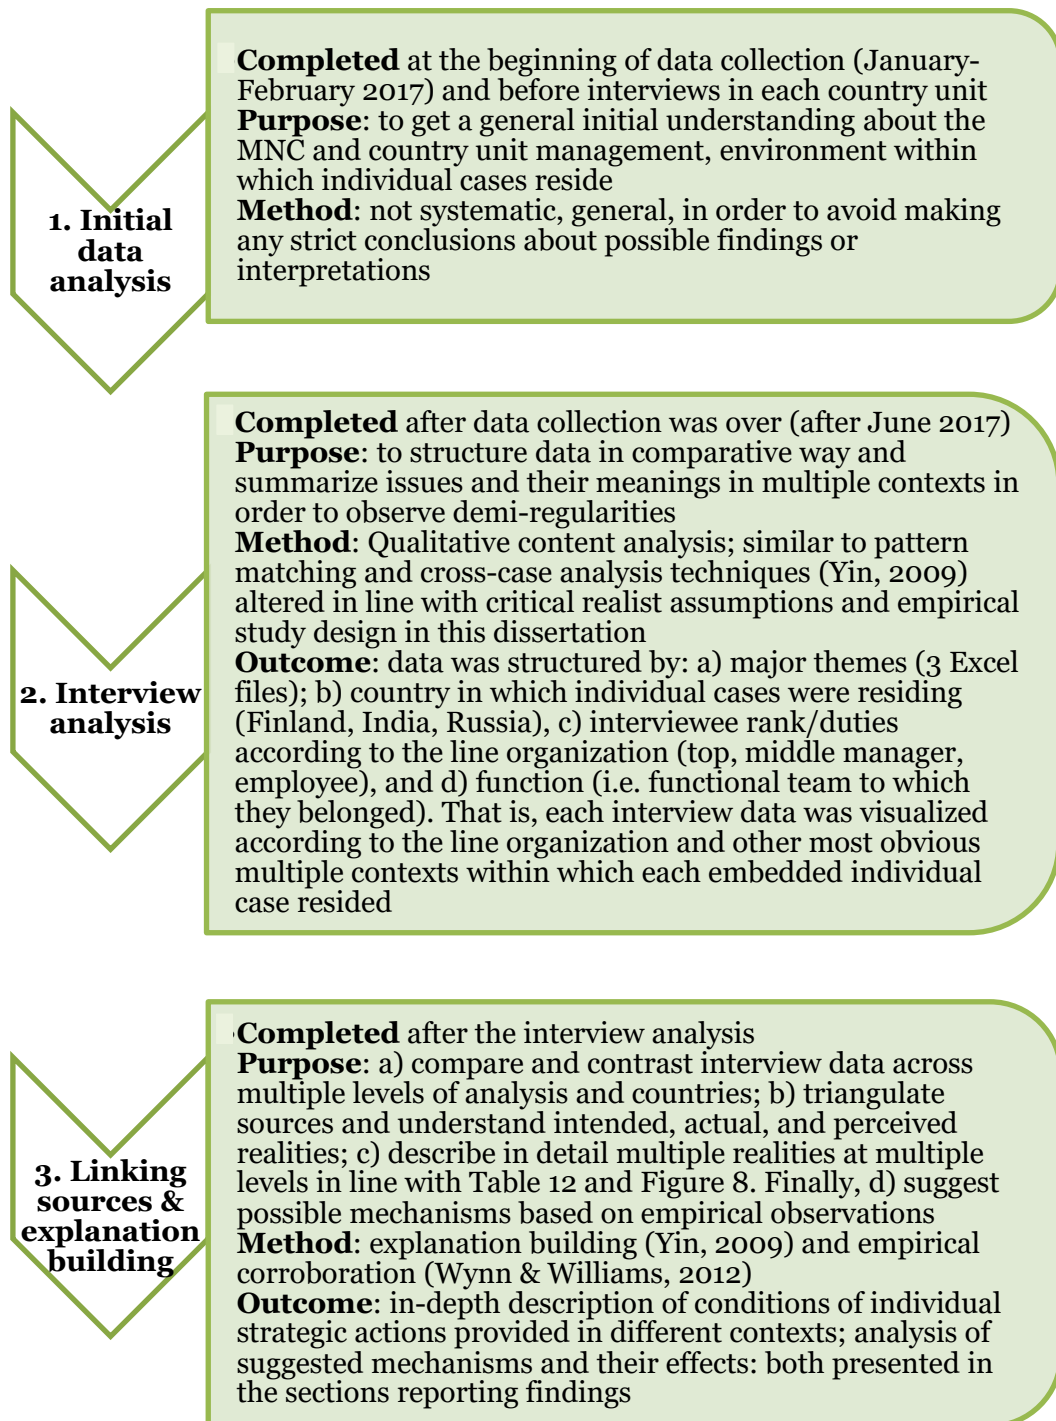 Completed at the beginning of data collection (January-
February 2017) and before interviews in each country unit
Purpose: to get a general initial understanding about the
MNC and country unit management, environment within
which individual cases reside
Method: not systematic, general, in order to avoid making
any strict conclusions about possible findings or
interpretations
1. Initial
data
analysis
Completed after data collection was over (after June 2017)
Purpose: to structure data in comparative way and
summarize issues and their meanings in multiple contexts in
order to observe demi-regularities
Method: Qualitative content analysis; similar to pattern
matching and cross-case analysis techniques (Yin, 2009)
altered in line with critical realist assumptions and empirical
study design in this dissertation
Outcome: data was structured by: a) major themes (3 Excel
files); b) country in which individual cases were residing
(Finland, India, Russia), c) interviewee rank/duties
according to the line organization (top, middle manager,
employee), and d) function (i.e. functional team to which
they belonged). That is, each interview data was visualized
according to the line organization and other most obvious
multiple contexts within which each embedded individual
case resided
2. Interview
analysis
Completed after the interview analysis
Purpose: a) compare and contrast interview data across
multiple levels of analysis and countries; b) triangulate
sources and understand intended, actual, and perceived
realities; c) describe in detail multiple realities at multiple
levels in line with Table 12 and Figure 8. Finally, d) suggest
possible mechanisms based on empirical observations
Method: explanation building (Yin, 2009) and empirical
corroboration (Wynn & Williams, 2012)
Outcome: in-depth description of conditions of individual
strategic actions provided in different contexts; analysis of
suggested mechanisms and their effects: both presented in
the sections reporting findings
3. Linking
sources &
explanation
building